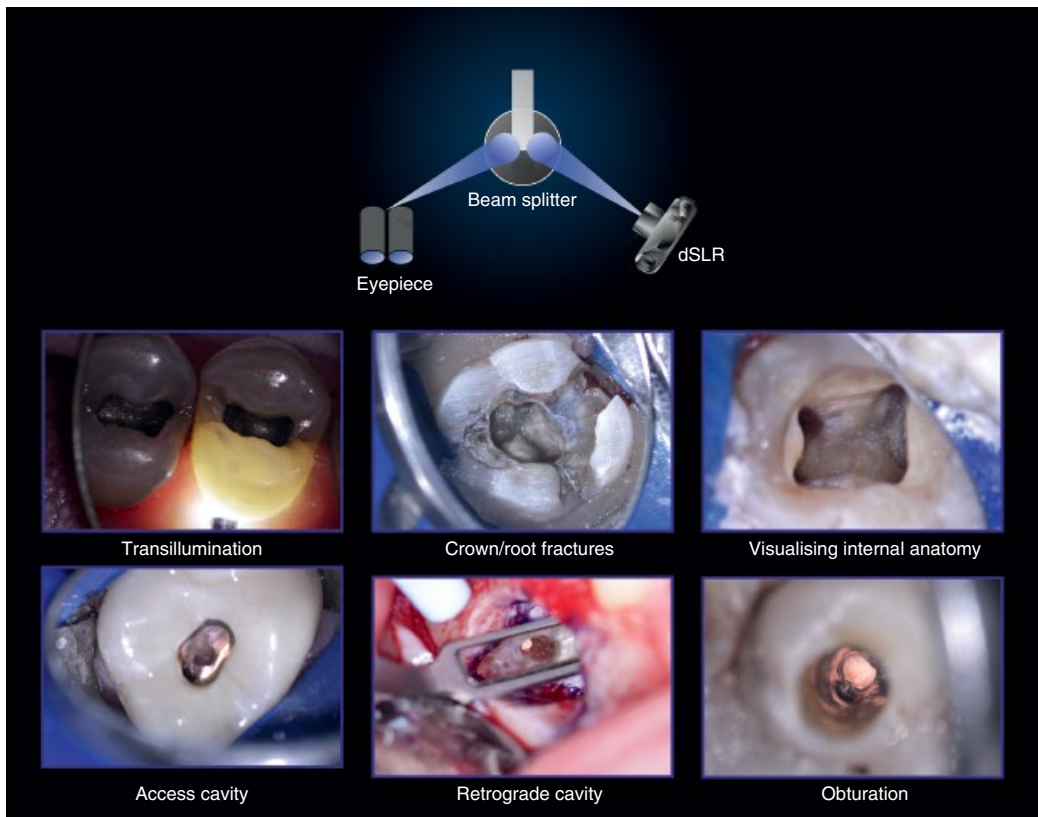 Beam splitter
dSLR
Eyepiece
Transillumination
Crown/root fractures
Visualising internal anatomy
Access cavity
Retrograde cavity
Obturation